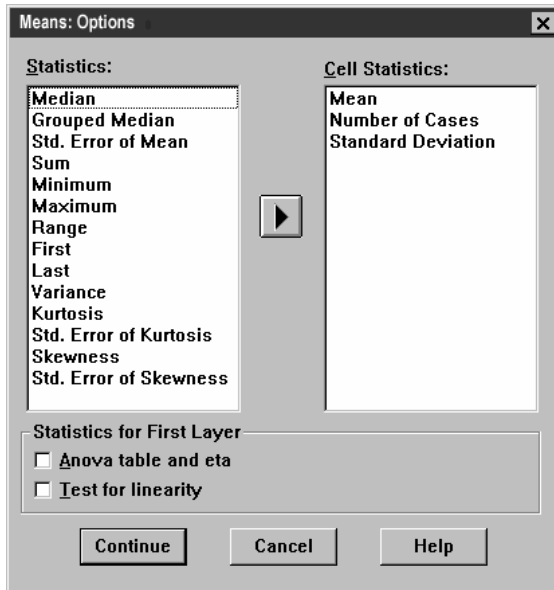 Means: Options
Statistics:
Median
Grouped Median
Std. Error of Mean
Sum
Minimum
Maximum
Range
First
Last
Variance
Kurtosis
Std. Error of Kurtosis
Skewness
Std. Error of Skewness
Cell Statistics:
Mean
Number of Cases
Standard Deviation
Statistics for First Layer
Anova table and eta
Test for linearity
Continue
Cancel
Help